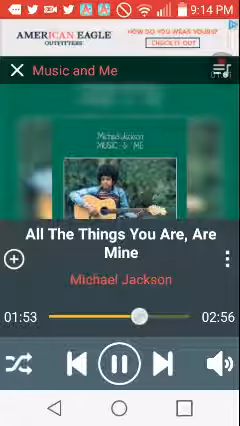 9:14 PM
AMERICAN EAGLE
OUTFITTERS
HOW DO YOU WEAR YOURS?
CHECK IT OUT
Music and Me
Michael Jackson
MUSIC & ME
All The Things You Are, Are
Mine
Michael Jackson
01:53
02:56